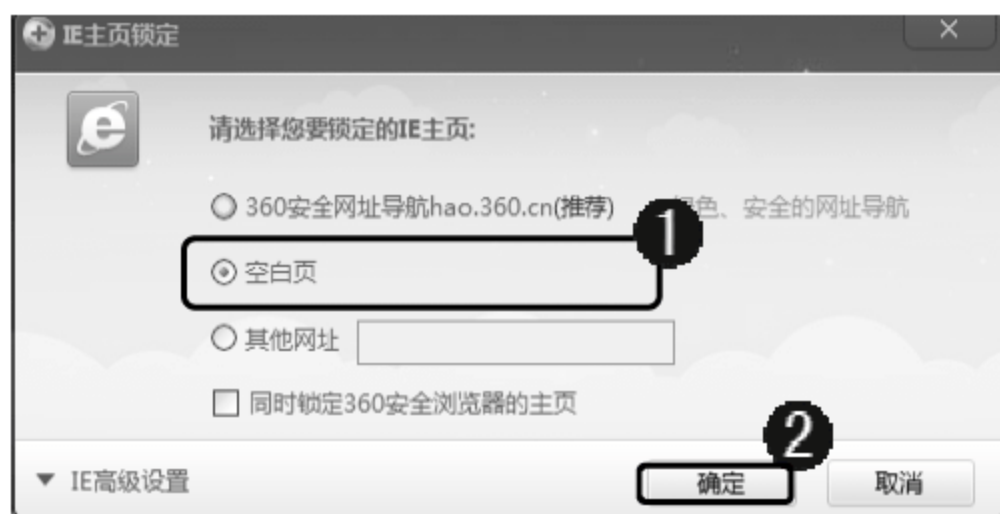 IE主页锁定
请选择您要锁定的IE主页:
360安全网址导航hao.360.cn(推荐) 色、安全的网址导航
1
空白页
其他网址
同时锁定360安全浏览器的主页
2
IE高级设置 确定 取消